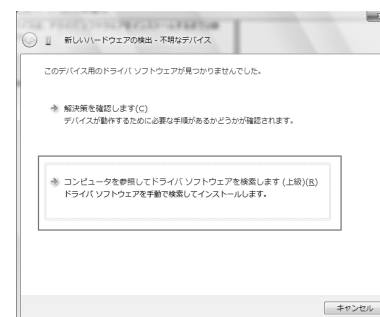 新しいハードウェアの検出 - 不明なデバイス
このデバイス用のドライバ ソフトウェアが見つかりませんでした。
解決策を確認します(C)
デバイスが動作するために必要な手順があるかどうかが確認されます。
コンピュータを参照してドライバ ソフトウェアを検索します (上級)(R)
ドライバ ソフトウェアを手動で検索してインストールします。
キャンセル